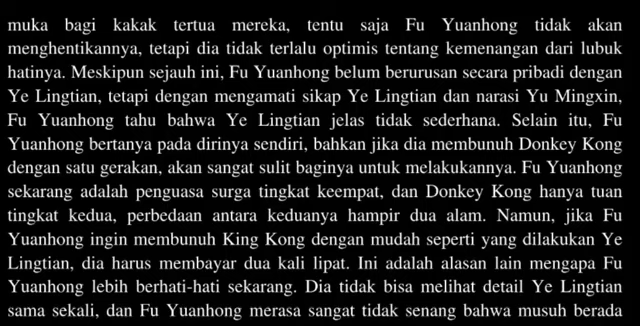 muka bagi kakak tertua mereka, tentu saja Fu Yuanhong tidak akan
menghentikannya, tetapi dia tidak terlalu optimis tentang kemenangan dari lubuk
hatinya. Meskipun sejauh ini, Fu Yuanhong belum berurusan secara pribadi dengan
Ye Lingtian, tetapi dengan mengamati sikap Ye Lingtian dan narasi Yu Mingxin,
Fu Yuanhong tahu bahwa Ye Lingtian jelas tidak sederhana. Selain itu, Fu
Yuanhong bertanya pada dirinya sendiri, bahkan jika dia membunuh Donkey Kong
dengan satu gerakan, akan sangat sulit baginya untuk melakukannya. Fu Yuanhong
sekarang adalah penguasa surga tingkat keempat, dan Donkey Kong hanya tuan
tingkat kedua, perbedaan antara keduanya hampir dua alam. Namun, jika Fu
Yuanhong ingin membunuh King Kong dengan mudah seperti yang dilakukan Ye
Lingtian, dia harus membayar dua kali lipat. Ini adalah alasan lain mengapa Fu
Yuanhong lebih berhati-hati sekarang. Dia tidak bisa melihat detail Ye Lingtian
sama sekali, dan Fu Yuanhong merasa sangat tidak senang bahwa musuh berada